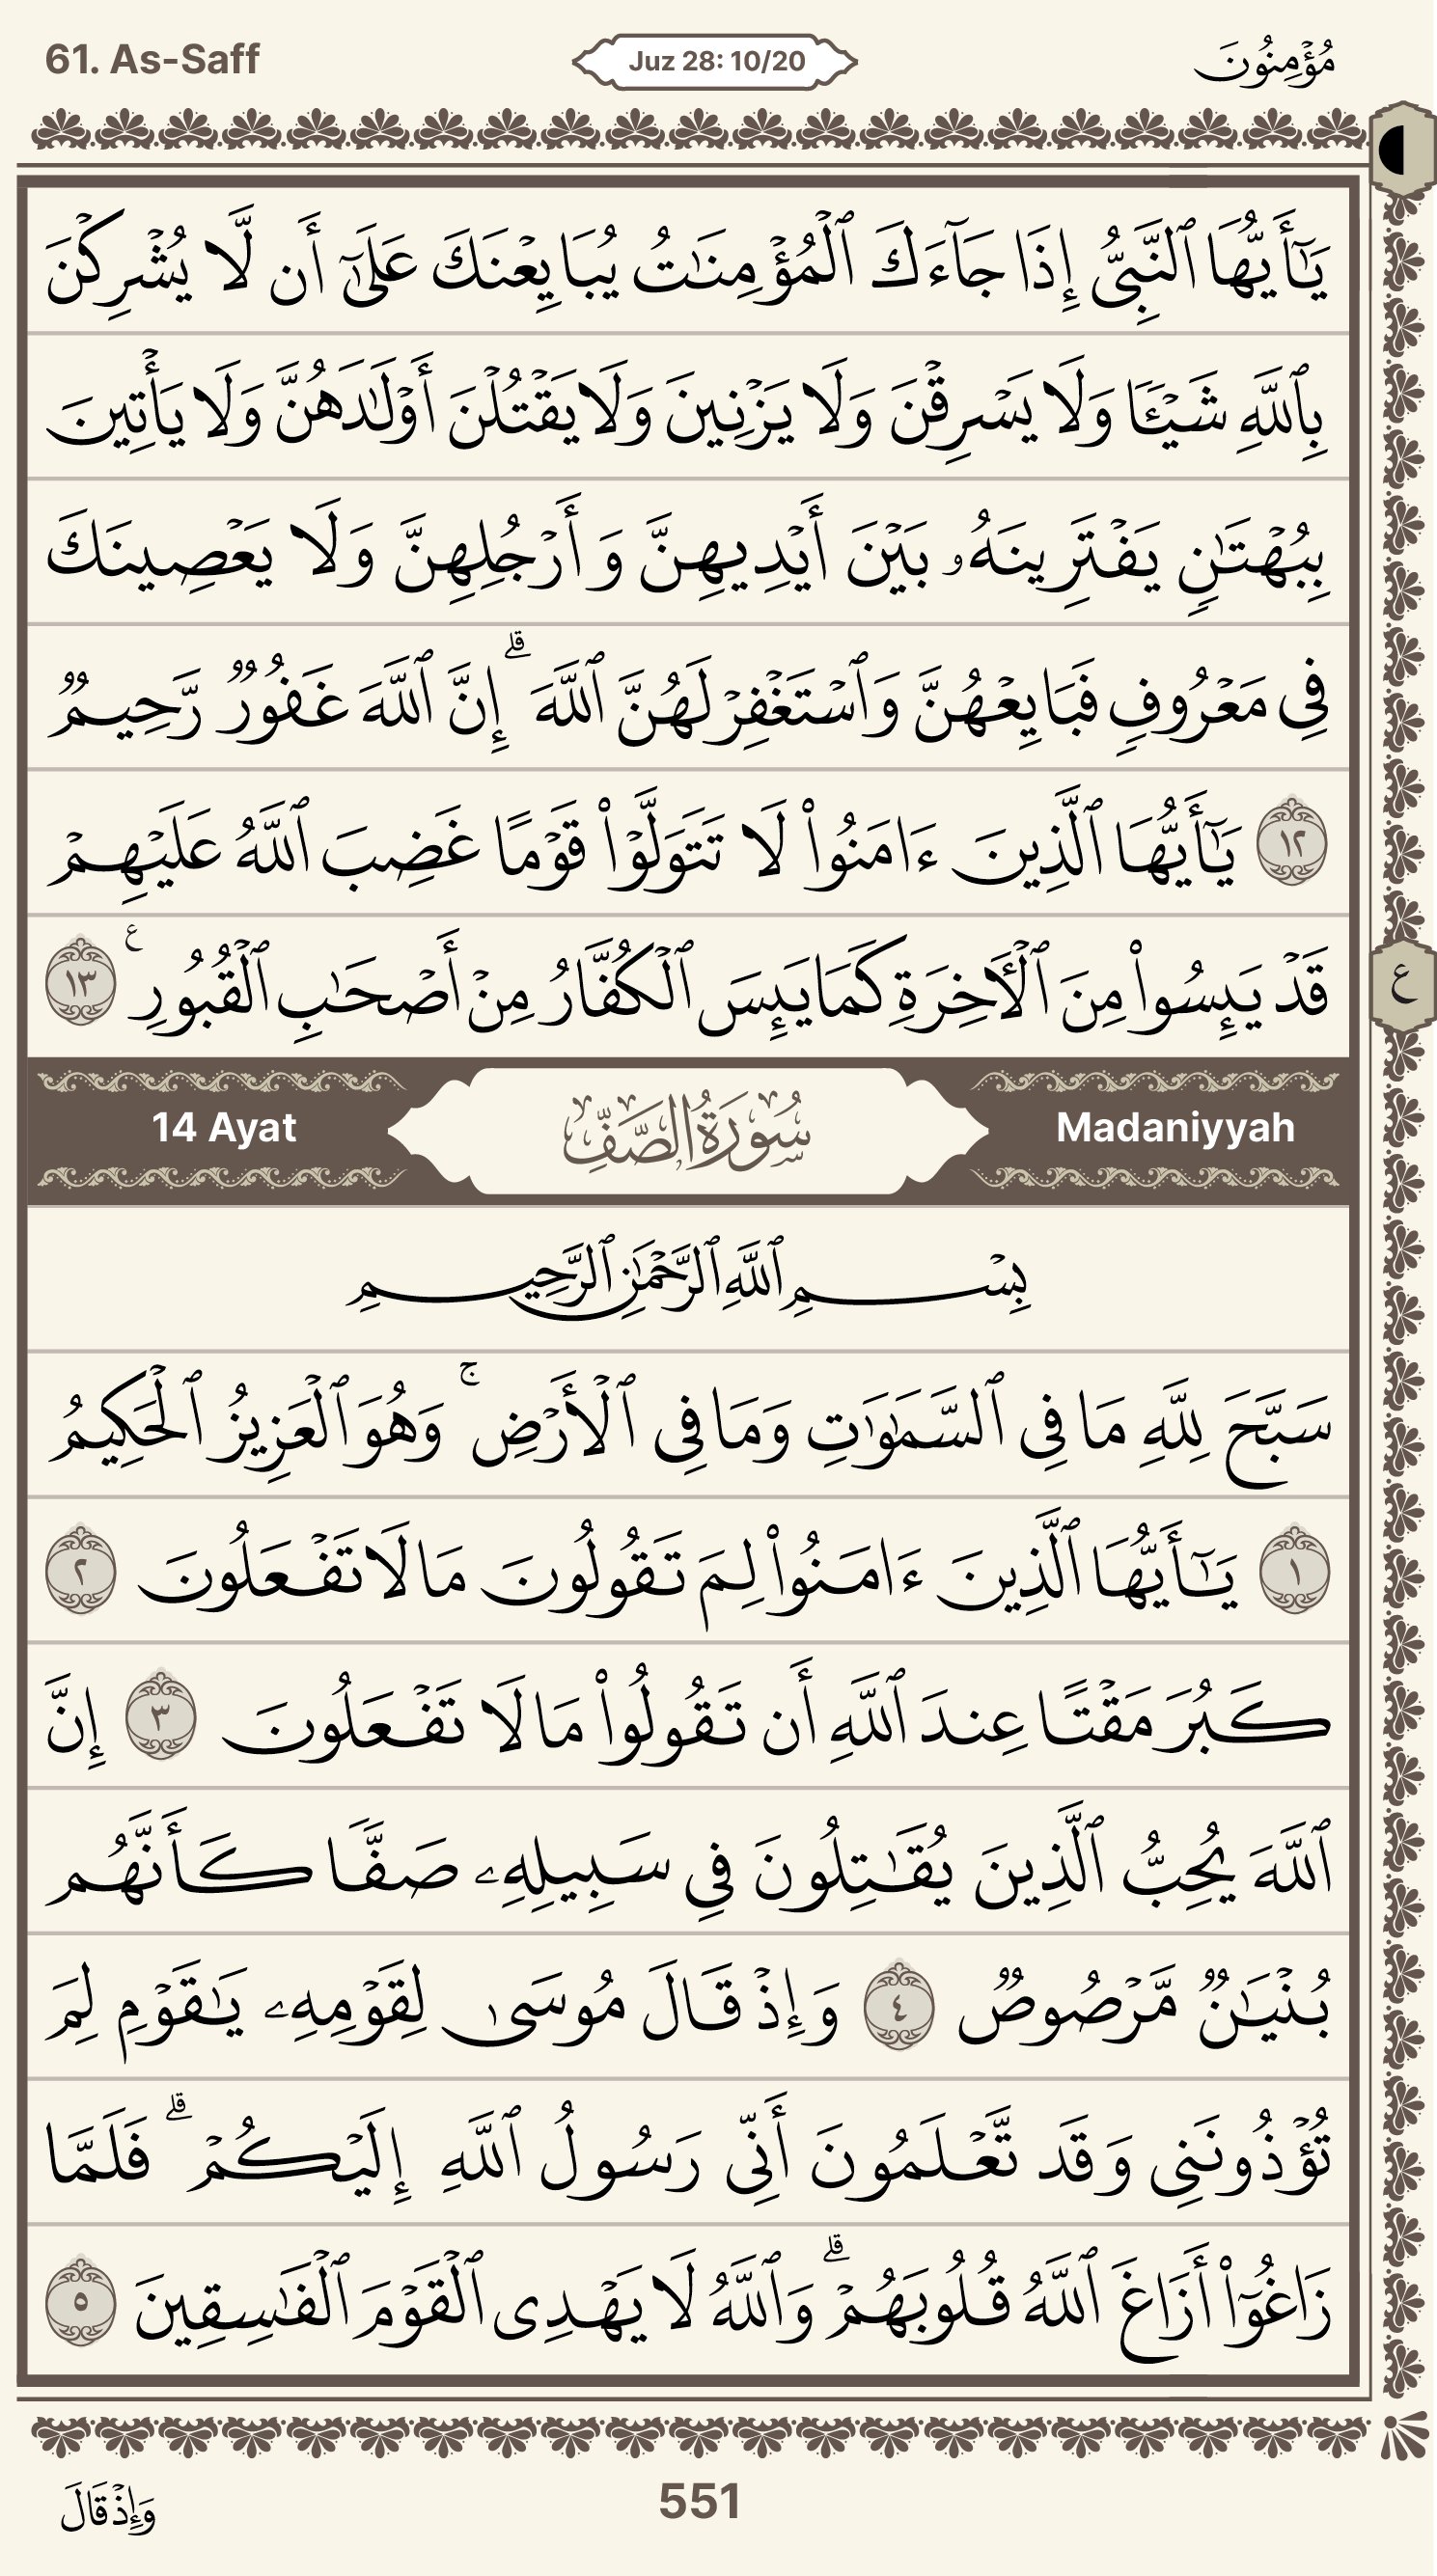 61. As-Saff
Juz 28: 10/20
مُؤۡمِنُونَ
يَٰٓأَيُّهَا ٱلنَّبِيُّ إِذَا جَآءَكَ ٱلۡمُؤۡمِنَٰتُ يُبَايِعۡنَكَ عَلَىٰٓ أَن لَّا يُشۡرِكۡنَ
بِٱللَّهِ شَيۡـٔٗا وَلَا يَسۡرِقۡنَ وَلَا يَزۡنِينَ وَلَا يَقۡتُلۡنَ أَوۡلَٰدَهُنَّ وَلَا يَأۡتِينَ
بِبُهۡتَٰنٖ يَفۡتَرِينَهُۥ بَيۡنَ أَيۡدِيهِنَّ وَأَرۡجُلِهِنَّ وَلَا يَعۡصِينَكَ
فِي مَعۡرُوفٖ فَبَايِعۡهُنَّ وَٱسۡتَغۡفِرۡ لَهُنَّ ٱللَّهَ ۗ إِنَّ ٱللَّهَ غَفُورٞ رَّحِيمٞ
١٢ يَٰٓأَيُّهَا ٱلَّذِينَ ءَامَنُواْ لَا تَتَوَلَّوۡاْ قَوۡمًا غَضِبَ ٱللَّهُ عَلَيۡهِمۡ
قَدۡ يَئِسُواْ مِنَ ٱلۡأٓخِرَةِ كَمَا يَئِسَ ٱلۡكُفَّارُ مِنۡ أَصۡحَٰبِ ٱلۡقُبُورِ ع ١٣
ع
14 Ayat
سُورَةُ الصَّفِّ
Madaniyyah
بِسۡمِ ٱللَّهِ ٱلرَّحۡمَٰنِ ٱلرَّحِيمِ
سَبَّحَ لِلَّهِ مَا فِي ٱلسَّمَٰوَٰتِ وَمَا فِي ٱلۡأَرۡضِ ۚ وَهُوَ ٱلۡعَزِيزُ ٱلۡحَكِيمُ
١ يَٰٓأَيُّهَا ٱلَّذِينَ ءَامَنُواْ لِمَ تَقُولُونَ مَا لَا تَفۡعَلُونَ ٢
كَبُرَ مَقۡتًا عِندَ ٱللَّهِ أَن تَقُولُواْ مَا لَا تَفۡعَلُونَ ٣ إِنَّ
ٱللَّهَ يُحِبُّ ٱلَّذِينَ يُقَٰتِلُونَ فِي سَبِيلِهِۦ صَفّٗا كَأَنَّهُم
بُنۡيَٰنٞ مَّرۡصُوصٞ ٤ وَإِذۡ قَالَ مُوسَىٰ لِقَوۡمِهِۦ يَٰقَوۡمِ لِمَ
تُؤۡذُونَنِي وَقَد تَّعۡلَمُونَ أَنِّي رَسُولُ ٱللَّهِ إِلَيۡكُمۡ ۗ فَلَمَّا
زَاغُوٓاْ أَزَاغَ ٱللَّهُ قُلُوبَهُمۡ ۗ وَٱللَّهُ لَا يَهۡدِي ٱلۡقَوۡمَ ٱلۡفَٰسِقِينَ ٥
وَإِذۡ قَالَ
551